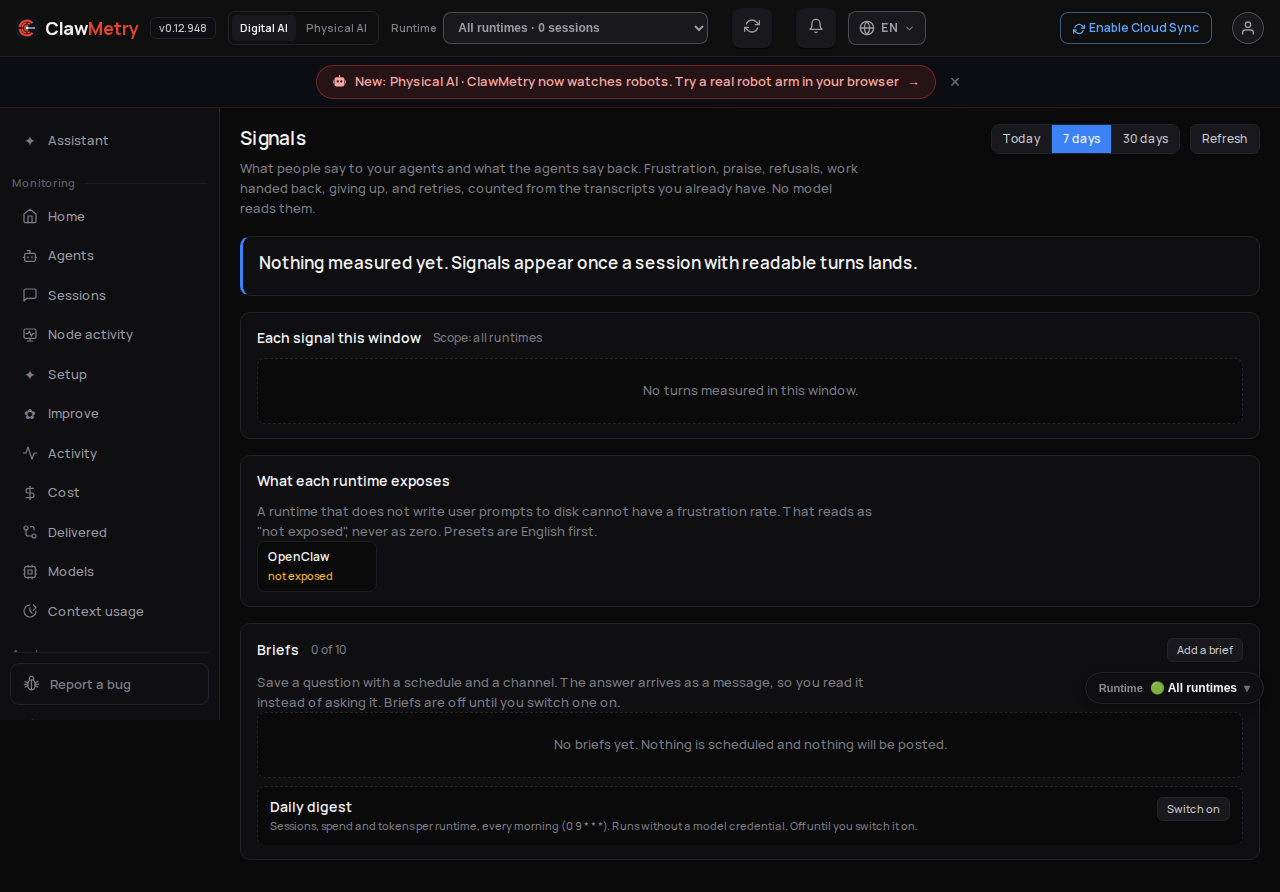 ClawMetry
v0.12.948
Digital AI
Physical AI
Runtime
All runtimes · 0 sessions
EN
Enable Cloud Sync
New: Physical AI · ClawMetry now watches robots. Try a real robot arm in your browser →
×
Assistant
Monitoring
Home
Agents
Sessions
Node activity
Setup
Improve
Activity
Cost
Delivered
Models
Context usage
Report a bug
Signals
Today
7 days
30 days
Refresh
What people say to your agents and what the agents say back. Frustration, praise, refusals, work
handed back, giving up, and retries, counted from the transcripts you already have. No model
reads them.
Nothing measured yet. Signals appear once a session with readable turns lands.
Each signal this window
Scope: all runtimes
No turns measured in this window.
What each runtime exposes
A runtime that does not write user prompts to disk cannot have a frustration rate. That reads as
"not exposed", never as zero. Presets are English first.
OpenClaw
not exposed
Briefs
0 of 10
Add a brief
Save a question with a schedule and a channel. The answer arrives as a message, so you read it
instead of asking it. Briefs are off until you switch one on.
Runtime
All runtimes
No briefs yet. Nothing is scheduled and nothing will be posted.
Daily digest
Switch on
Sessions, spend and tokens per runtime, every morning (0 9 * * *). Runs without a model credential. Off until you switch it on.